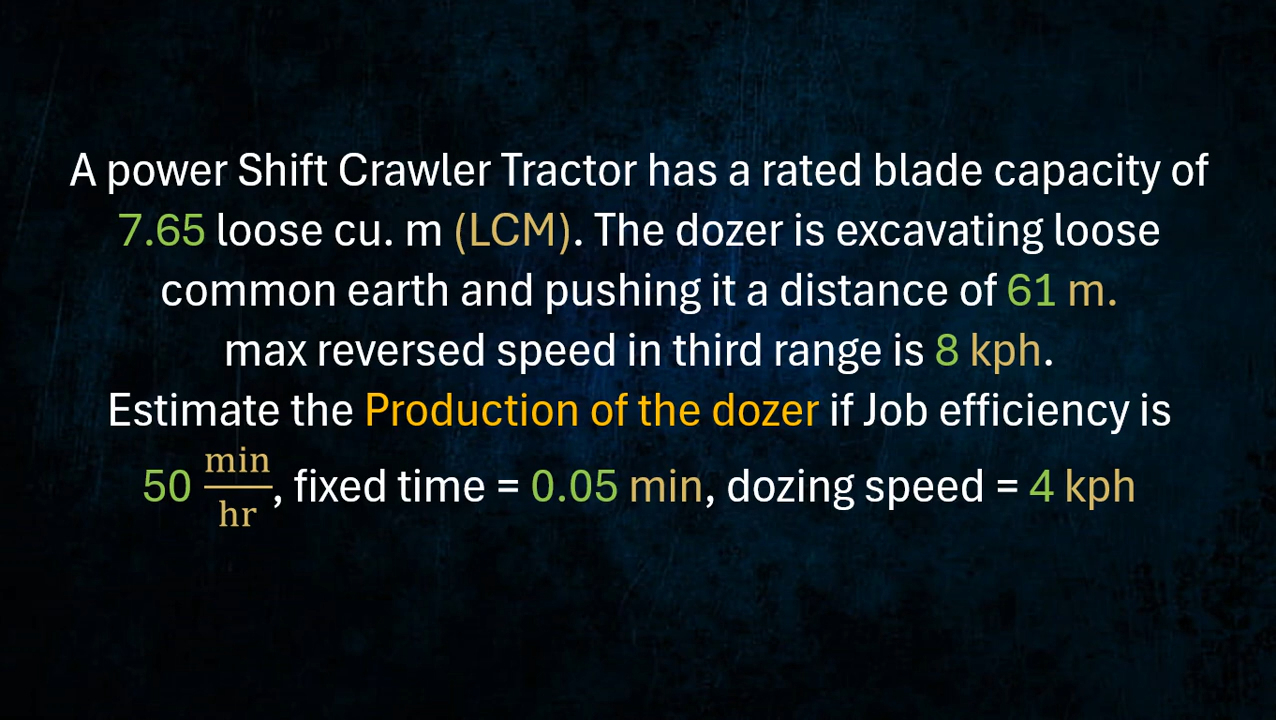 A power Shift Crawler Tractor has a rated blade capacity of
7.65 loose cu. m (LCM). The dozer is excavating loose
common earth and pushing it a distance of 61 m.
max reversed speed in third range is 8 kph.
Estimate the Production of the dozer if Job efficiency is
50 min/hr, fixed time = 0.05 min, dozing speed = 4 kph